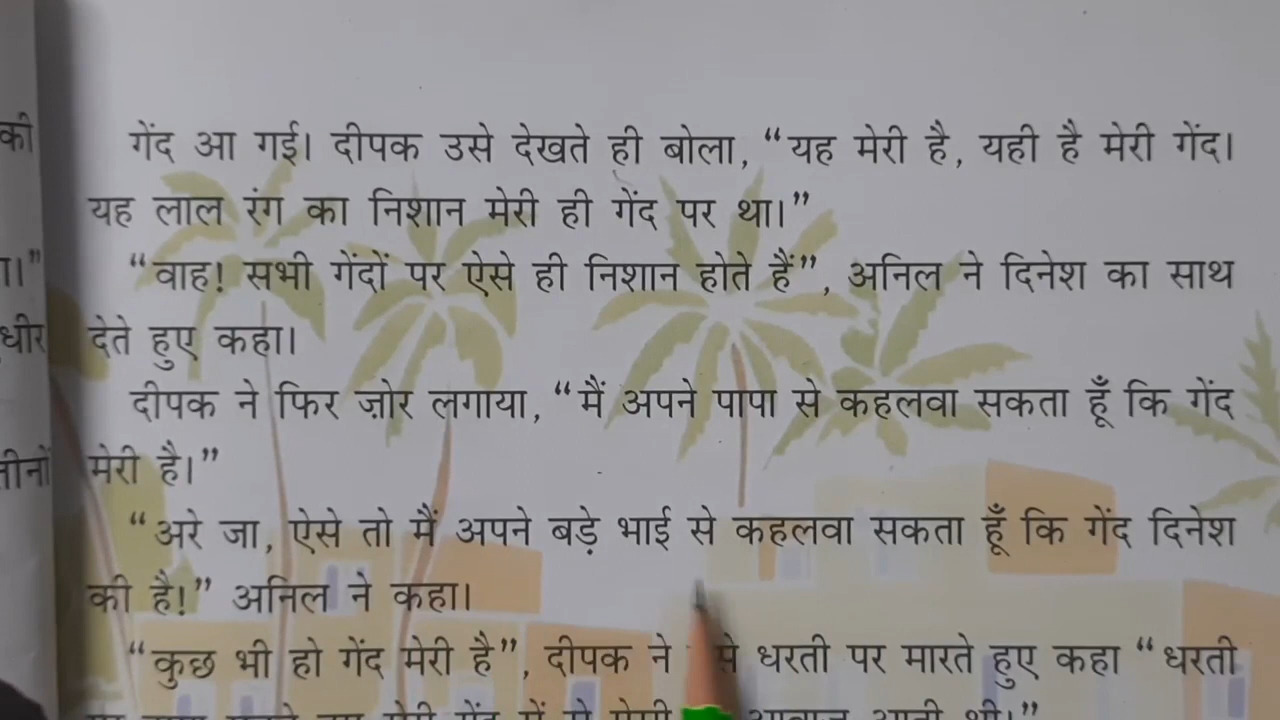 की
ा।"
धीर
तीनों
गेंद आ गई। दीपक उसे देखते ही बोला, “यह मेरी है, यही है मेरी गेंद।
यह लाल रंग का निशान मेरी ही गेंद पर था।”
“वाह! सभी गेंदों पर ऐसे ही निशान होते हैं”, अनिल ने दिनेश का साथ
देते हुए कहा।
दीपक ने फिर ज़ोर लगाया, “मैं अपने पापा से कहलवा सकता हूँ कि गेंद
मेरी है।”
“अरे जा, ऐसे तो मैं अपने बड़े भाई से कहलवा सकता हूँ कि गेंद दिनेश
की है!” अनिल ने कहा।
“कुछ भी हो गेंद मेरी है”, दीपक ने से धरती पर मारते हुए कहा “धरती